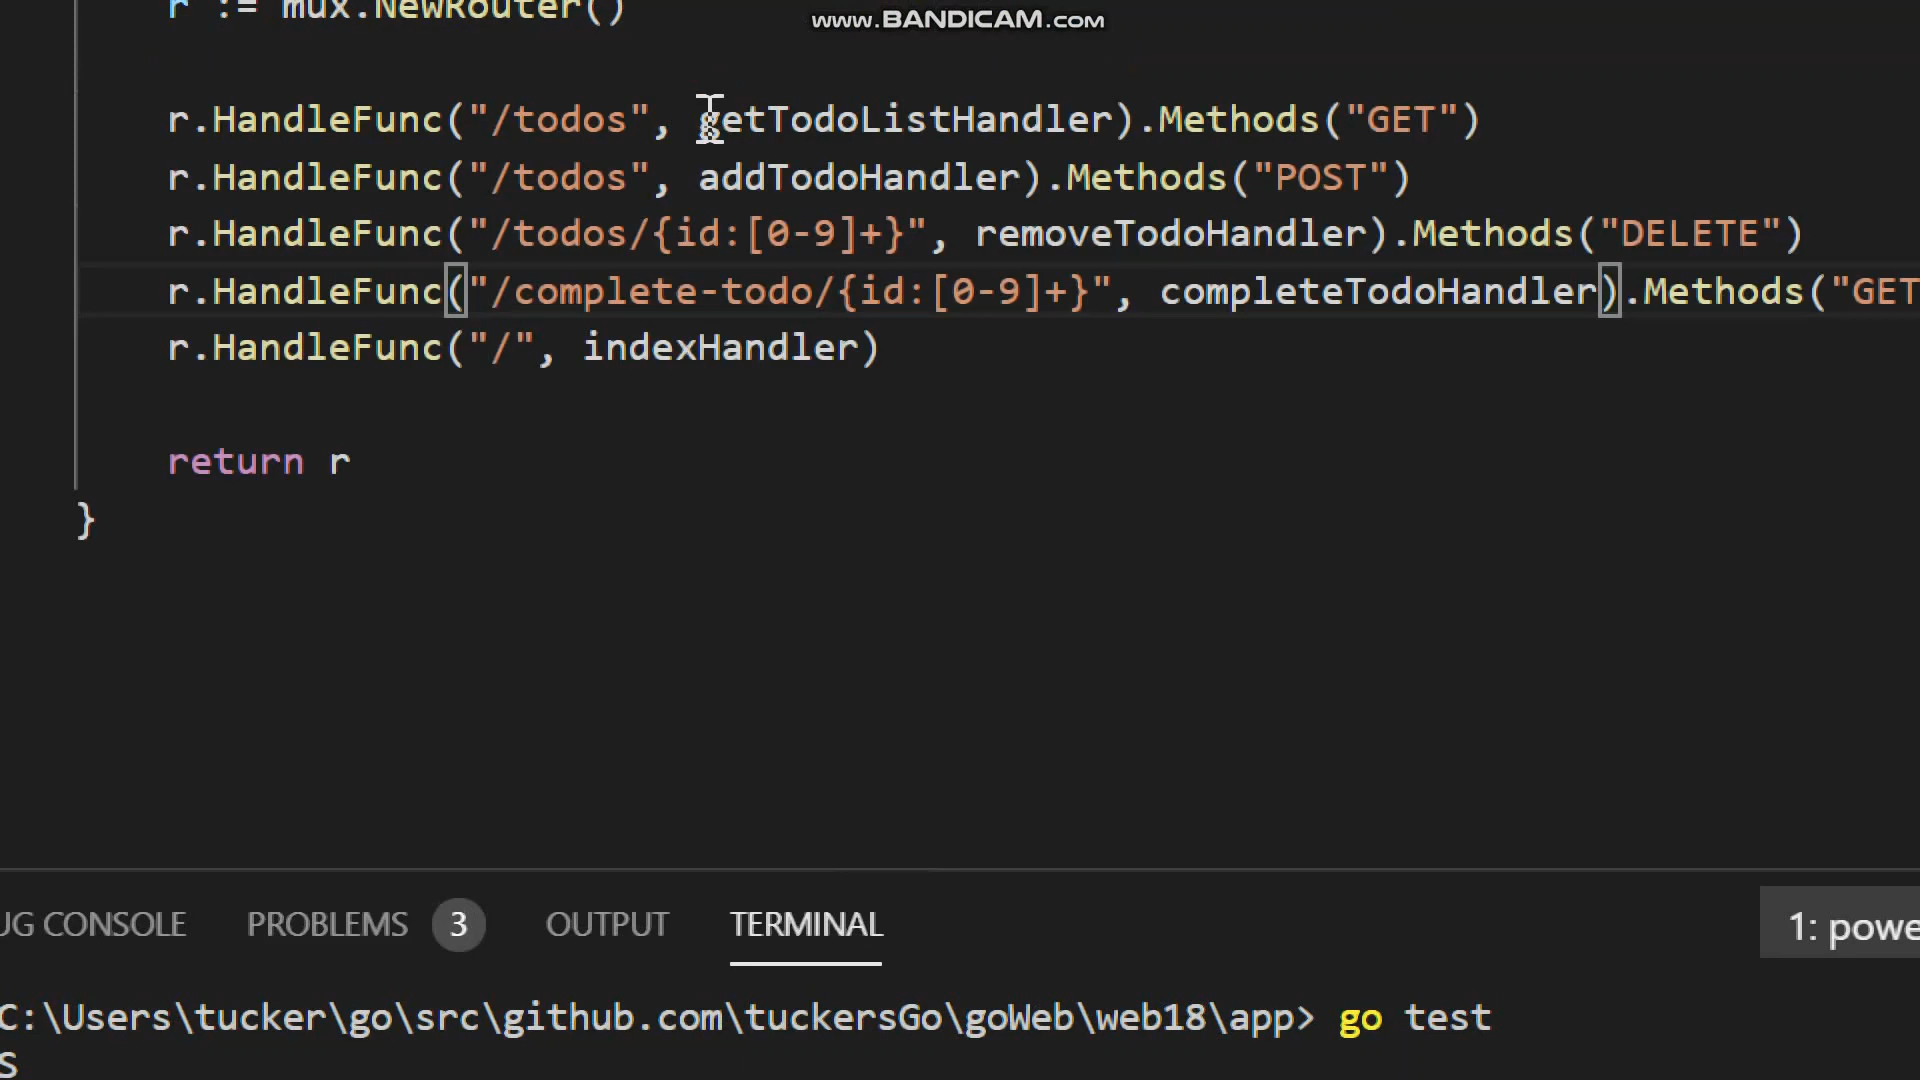 r := mux.NewRouter()
www.BANDICAM.com
r.HandleFunc("/todos", getTodoListHandler).Methods("GET")
r.HandleFunc("/todos", addTodoHandler).Methods("POST")
r.HandleFunc("/todos/{id:[0-9]+}", removeTodoHandler).Methods("DELETE")
r.HandleFunc("/complete-todo/{id:[0-9]+}", completeTodoHandler).Methods("GET
r.HandleFunc("/", indexHandler)
return r
}
UG CONSOLE PROBLEMS 3 OUTPUT TERMINAL 1: powe
C:\Users\tucker\go\src\github.com\tuckersGo\goWeb\web18\app> go test
S